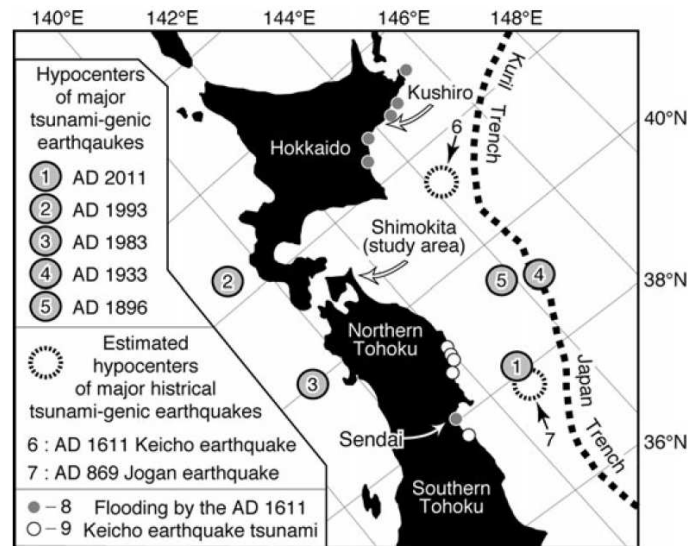 140°E
142°E
144°E
146°E
148°E
Hypocenters
of major
tsunami-genic
earthqaukes
1 AD 2011
2 AD 1993
3 AD 1983
4 AD 1933
5 AD 1896
Estimated
hypocenters
of major histrical
tsunami-genic earthquakes
6 : AD 1611 Keicho earthquake
7 : AD 869 Jogan earthquake
8 Flooding by the AD 1611
9 Keicho earthquake tsunami
Kushiro
Hokkaido
6
Kuril
Trench
40°N
Shimokita
(study area)
2
5
4
38°N
Northern
Tohoku
1
3
7
Japan
Trench
Sendai
36°N
Southern
Tohoku